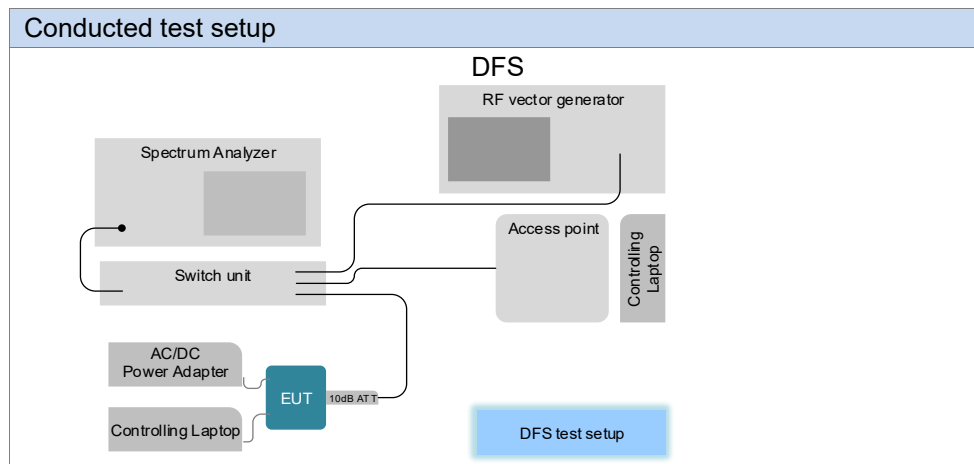 Conducted test setup
DFS
RF vector generator
Spectrum Analyzer
Access point
Controlling
Laptop
Switch unit
AC/DC
Power Adapter
EUT
10dB ATT
Controlling Laptop
DFS test setup